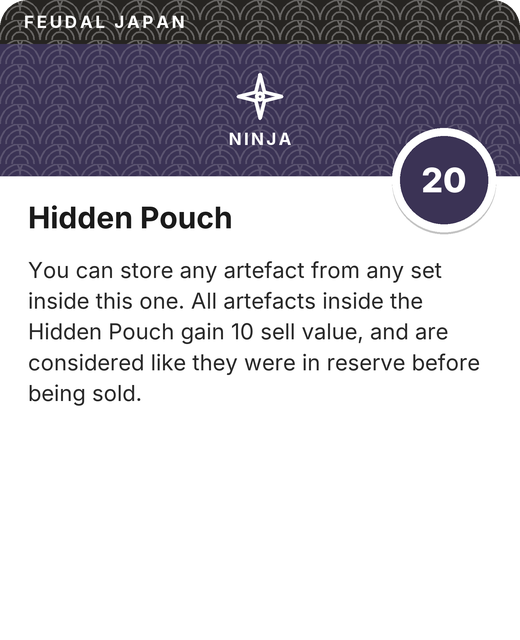 FEUDAL JAPAN
NINJA
20
Hidden Pouch
You can store any artefact from any set
inside this one. All artefacts inside the
Hidden Pouch gain 10 sell value, and are
considered like they were in reserve before
being sold.